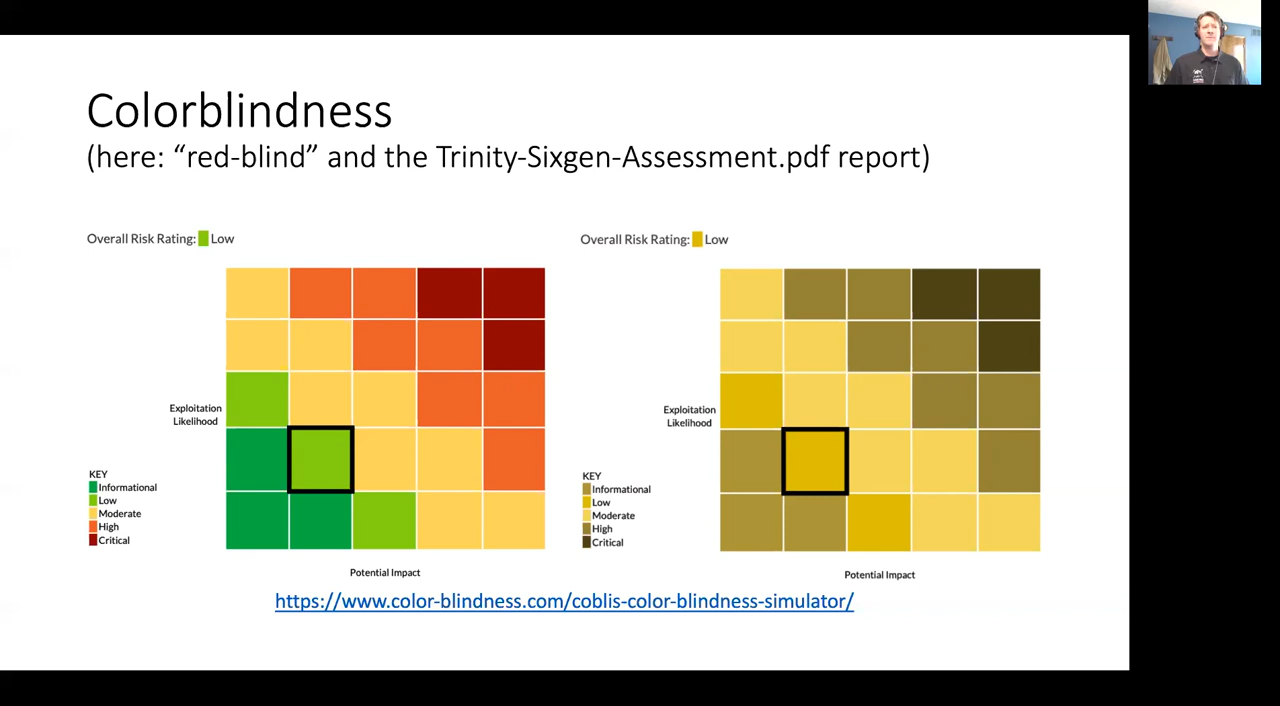 Colorblindness
(here: “red-blind” and the Trinity-Sixgen-Assessment.pdf report)
Overall Risk Rating: Low
Exploitation
Likelihood
KEY
Informational
Low
Moderate
High
Critical
Potential Impact
Overall Risk Rating: Low
Exploitation
Likelihood
KEY
Informational
Low
Moderate
High
Critical
Potential Impact
https://www.color-blindness.com/coblis-color-blindness-simulator/